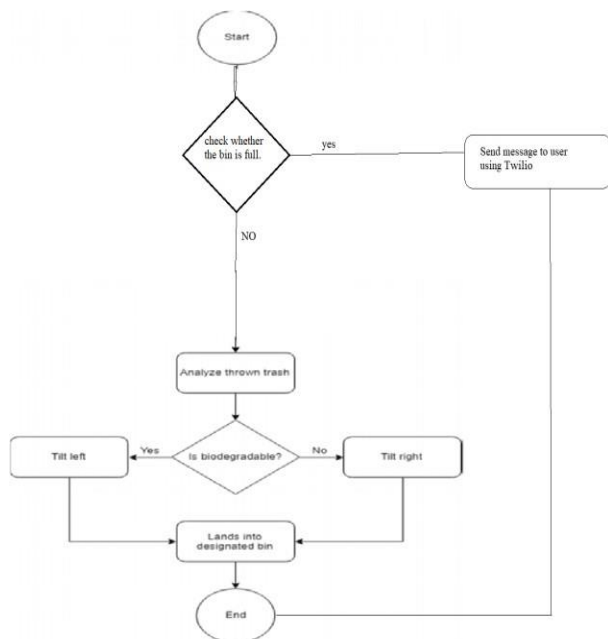 Start
check whether
the bin is full.
yes
Send message to user
using Twilio
NO
Analyze thrown trash
Tilt left
Yes
Is biodegradable?
No
Tilt right
Lands into
designated bin
End